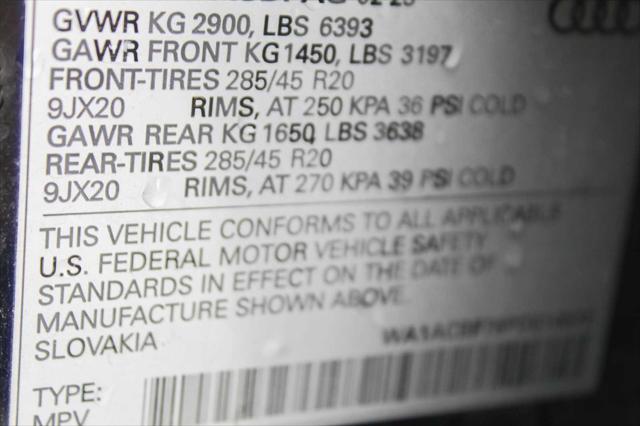 GVWR KG 2900, LBS 6393
GAWR FRONT KG1450, LBS 3197
FRONT-TIRES 285/45 R20
9JX20 RIMS, AT 250 KPA 36 PSI COLD
GAWR REAR KG 1650, LBS 3638
REAR-TIRES 285/45 R20
9JX20 RIMS, AT 270 KPA 39 PSI COLD
THIS VEHICLE CONFORMS TO ALL APPLICABLE
U.S. FEDERAL MOTOR VEHICLE SAFETY
STANDARDS IN EFFECT ON THE DATE OF
MANUFACTURE SHOWN ABOVE.
SLOVAKIA
TYPE:
MPV